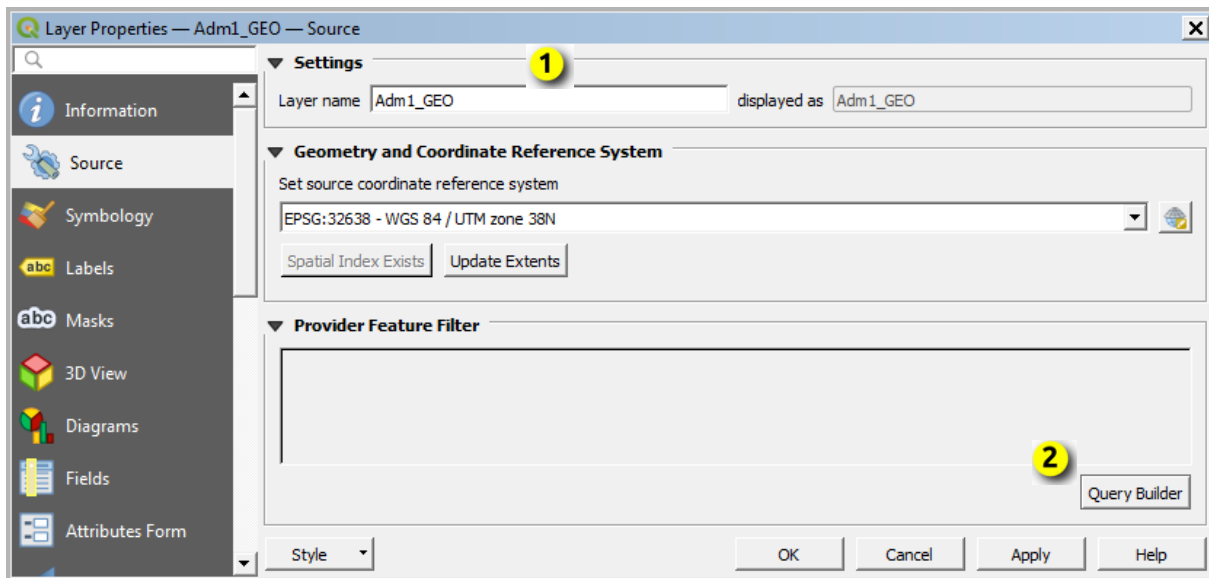 Layer Properties — Adm1_GEO — Source
Information
Source
Symbology
abc Labels
abc Masks
3D View
Diagrams
Fields
Attributes Form
Settings
1
Layer name Adm1_GEO displayed as Adm1_GEO
Geometry and Coordinate Reference System
Set source coordinate reference system
EPSG:32638 - WGS 84 / UTM zone 38N
Spatial Index Exists Update Extents
Provider Feature Filter
2
Query Builder
Style OK Cancel Apply Help